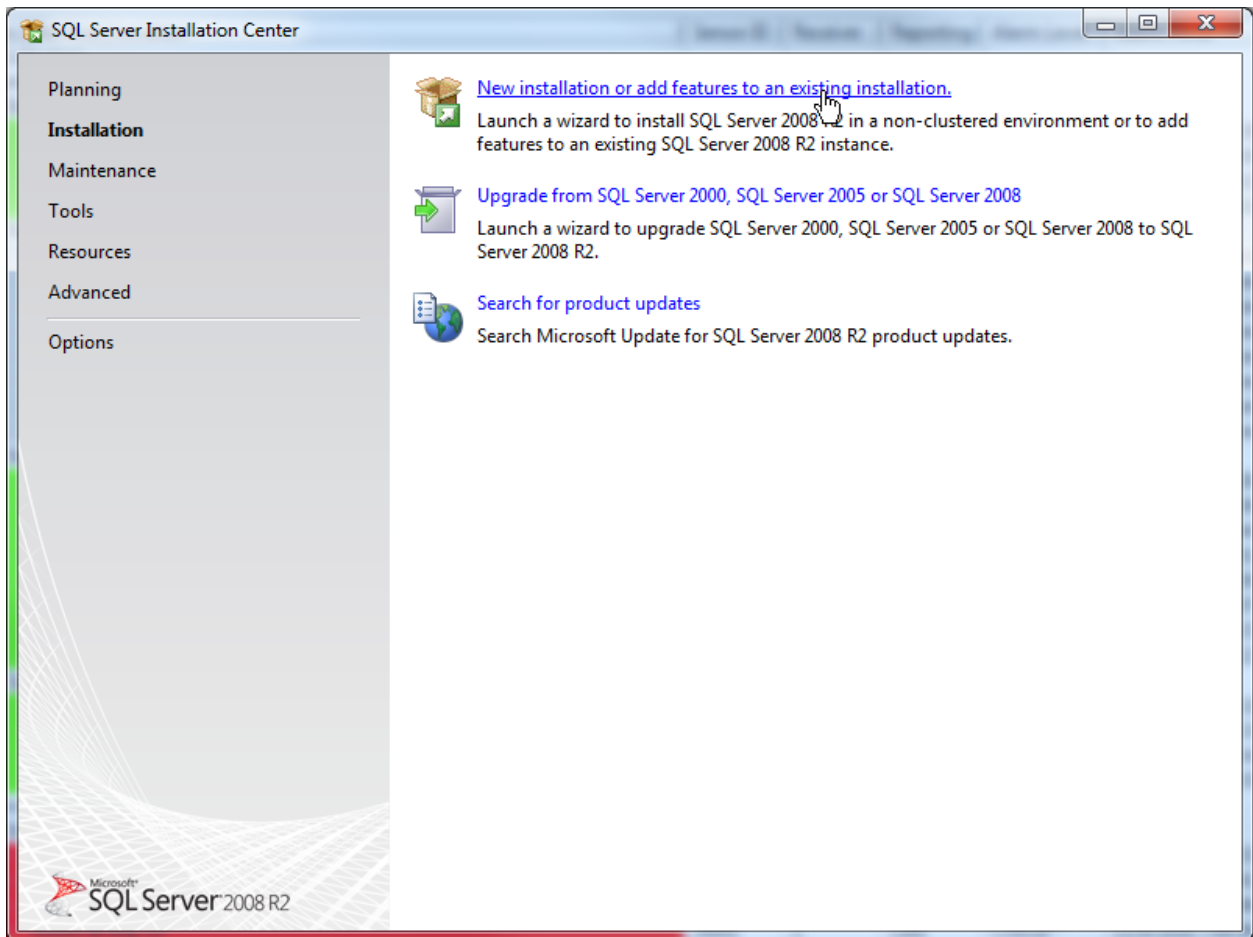 SQL Server Installation Center
Planning
Installation
Maintenance
Tools
Resources
Advanced
Options
New installation or add features to an existing installation.
Launch a wizard to install SQL Server 2008 in a non-clustered environment or to add
features to an existing SQL Server 2008 R2 instance.
Upgrade from SQL Server 2000, SQL Server 2005 or SQL Server 2008
Launch a wizard to upgrade SQL Server 2000, SQL Server 2005 or SQL Server 2008 to SQL
Server 2008 R2.
Search for product updates
Search Microsoft Update for SQL Server 2008 R2 product updates.
Microsoft®
SQL Server® 2008 R2